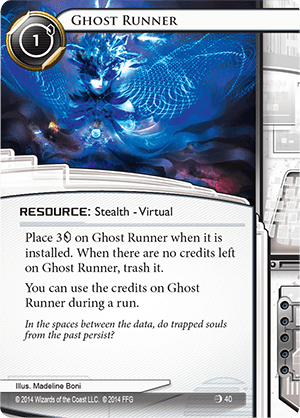 Ghost Runner
1
RESOURCE: Stealth - Virtual
Place 3 on Ghost Runner when it is
installed. When there are no credits left
on Ghost Runner, trash it.
You can use the credits on Ghost
Runner during a run.
In the spaces between the data, do trapped souls
from the past persist?
Illus. Madeline Boni
© 2014 Wizards of the Coast LLC. © 2014 FFG 40